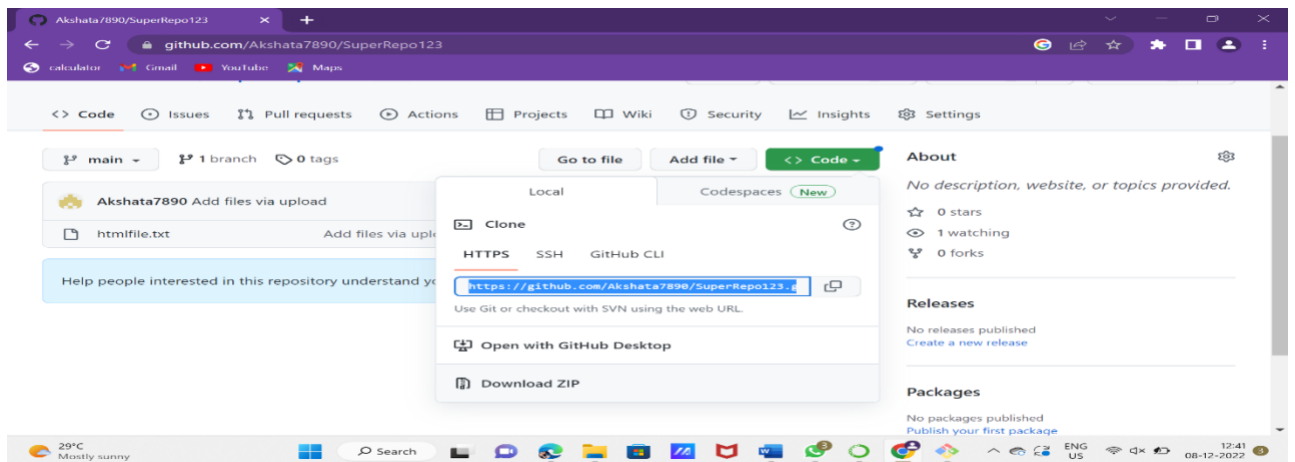 Akshata7890/SuperRepo123
github.com/Akshata7890/SuperRepo123
calculator Gmail YouTube Maps
<> Code Issues Pull requests Actions Projects Wiki Security Insights Settings
main 1 branch 0 tags Go to file Add file <> Code
Local Codespaces New
Akshata7890 Add files via upload
Clone
htmlfile.txt Add files via uplo
HTTPS SSH GitHub CLI
Help people interested in this repository understand yo
https://github.com/Akshata7890/SuperRepo123.g
Use Git or checkout with SVN using the web URL.
Open with GitHub Desktop
Download ZIP
About
No description, website, or topics provided.
0 stars
1 watching
0 forks
Releases
No releases published
Create a new release
Packages
No packages published
Publish your first package
29°C
Mostly sunny
Search
3
ENG
US
12:41
08-12-2022
3